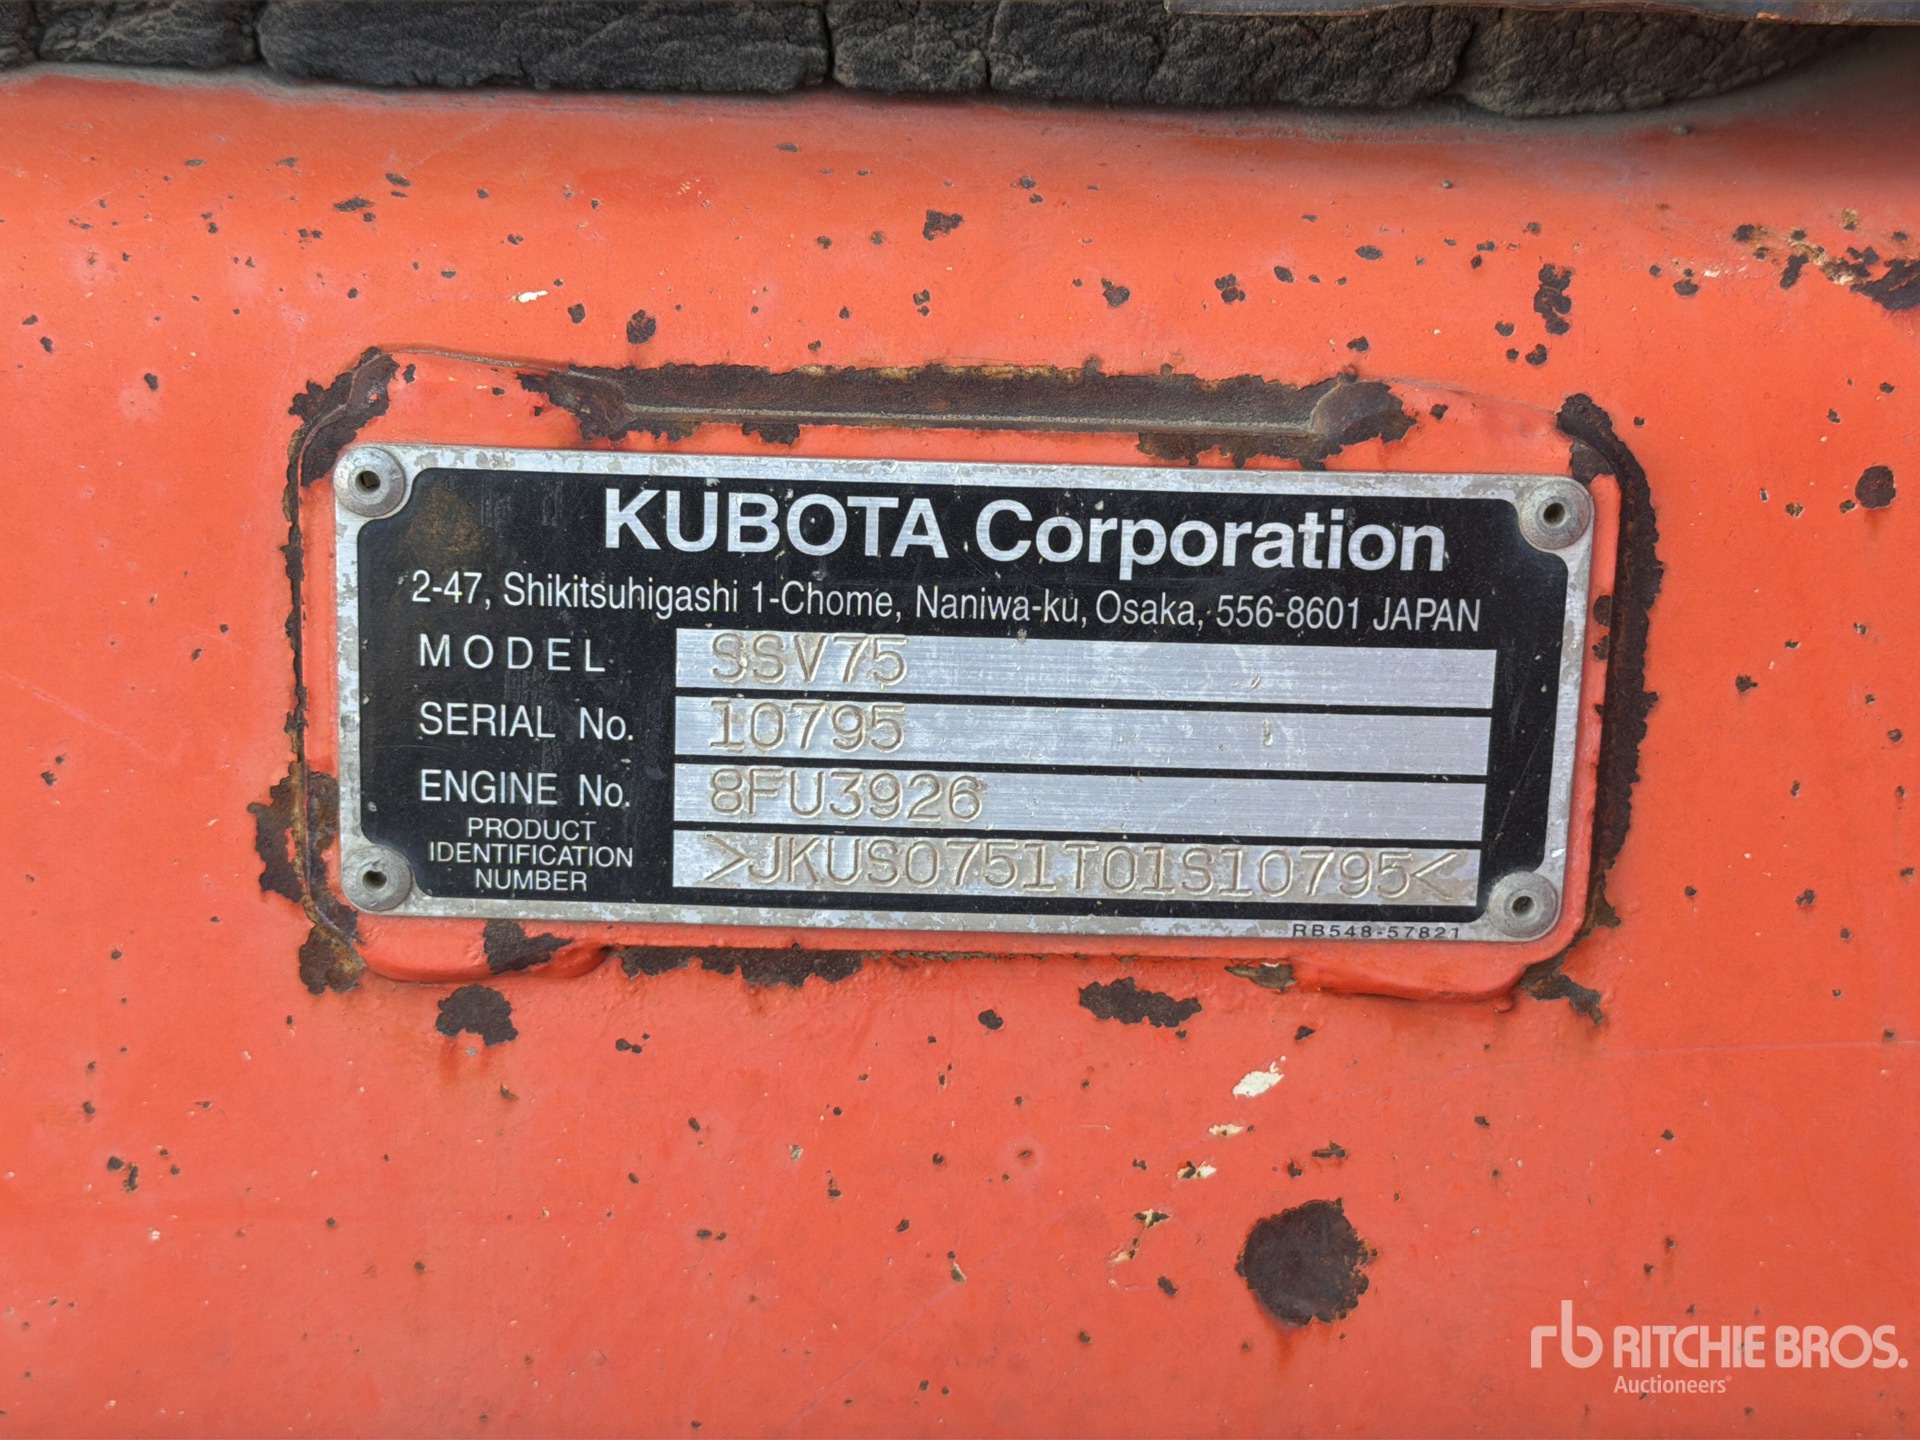 KUBOTA Corporation
2-47, Shikitsuhigashi 1-Chome, Naniwa-ku, Osaka, 556-8601 JAPAN
MODEL SSV75
SERIAL No. 10795
ENGINE No. 8FU3926
PRODUCT
IDENTIFICATION
NUMBER
>JKUS0751T01S10795<
RB548-57821
rb RITCHIE BROS.
Auctioneers